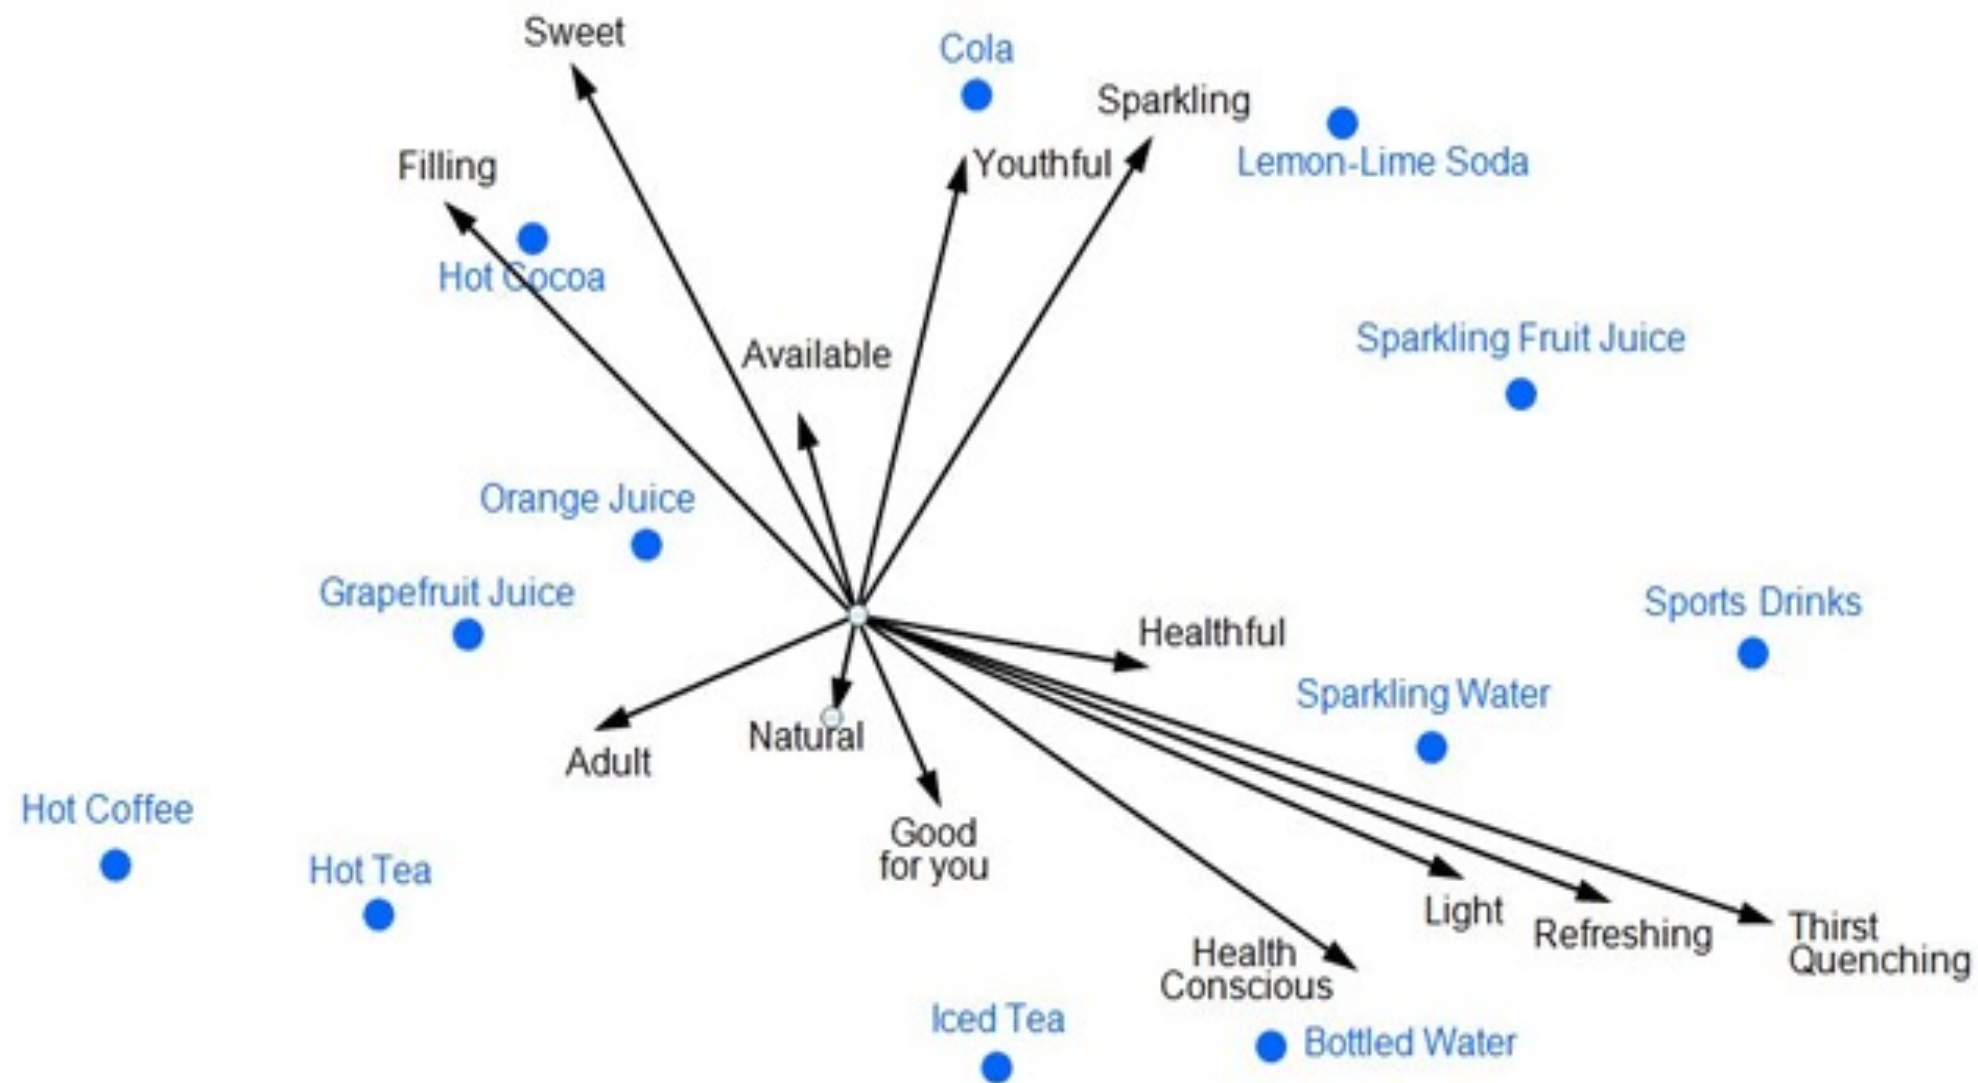 Sweet
Cola
Sparkling
Youthful
Lemon-Lime Soda
Filling
Hot Cocoa
Available
Sparkling Fruit Juice
Orange Juice
Grapefruit Juice
Sports Drinks
Healthful
Sparkling Water
Natural
Adult
Hot Coffee
Good
for you
Hot Tea
Light
Refreshing
Thirst
Quenching
Health
Conscious
Iced Tea
Bottled Water